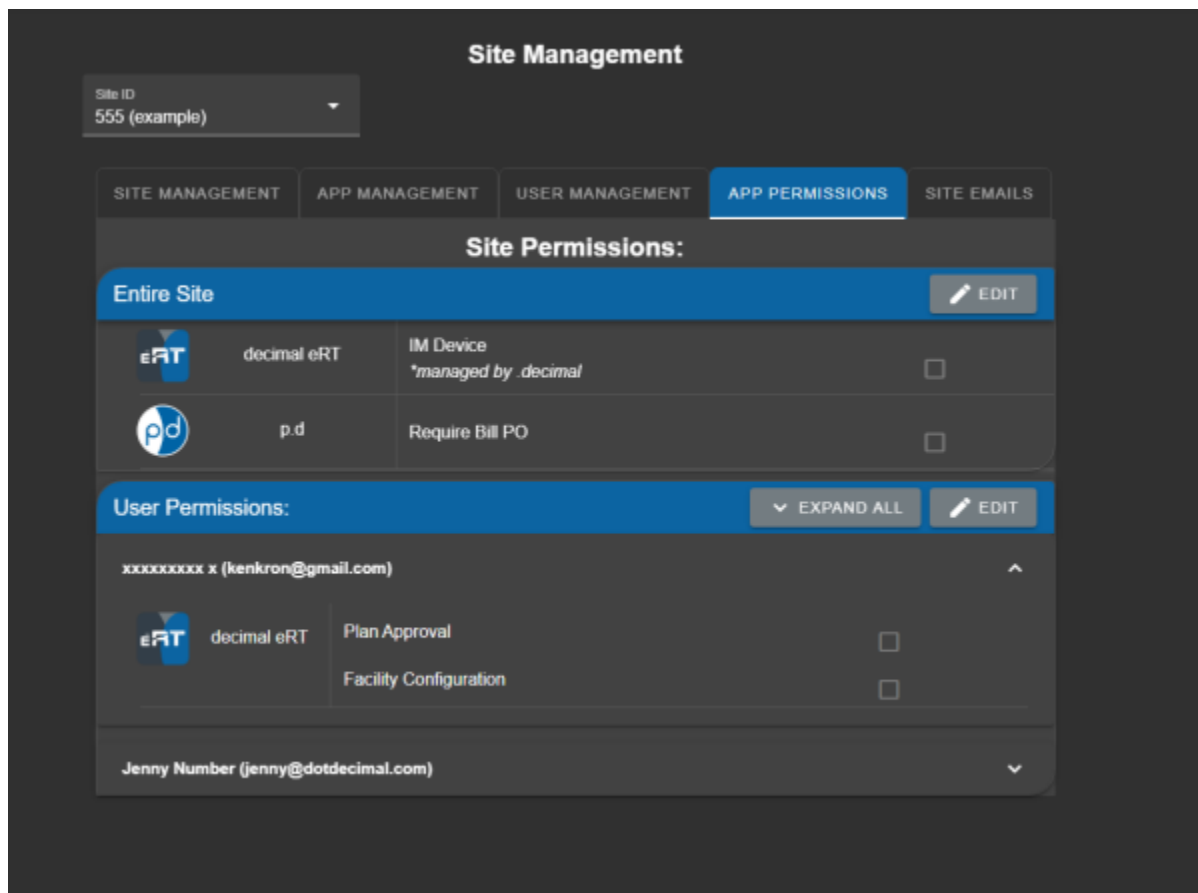 Site Management
Site ID
555 (example)
SITE MANAGEMENT APP MANAGEMENT USER MANAGEMENT APP PERMISSIONS SITE EMAILS
Site Permissions:
Entire Site EDIT
eRT decimal eRT IM Device
*managed by .decimal
pd p.d Require Bill PO
User Permissions: EXPAND ALL EDIT
xxxxxxxxx x (kenkron@gmail.com)
eRT decimal eRT Plan Approval
Facility Configuration
Jenny Number (jenny@dotdecimal.com)